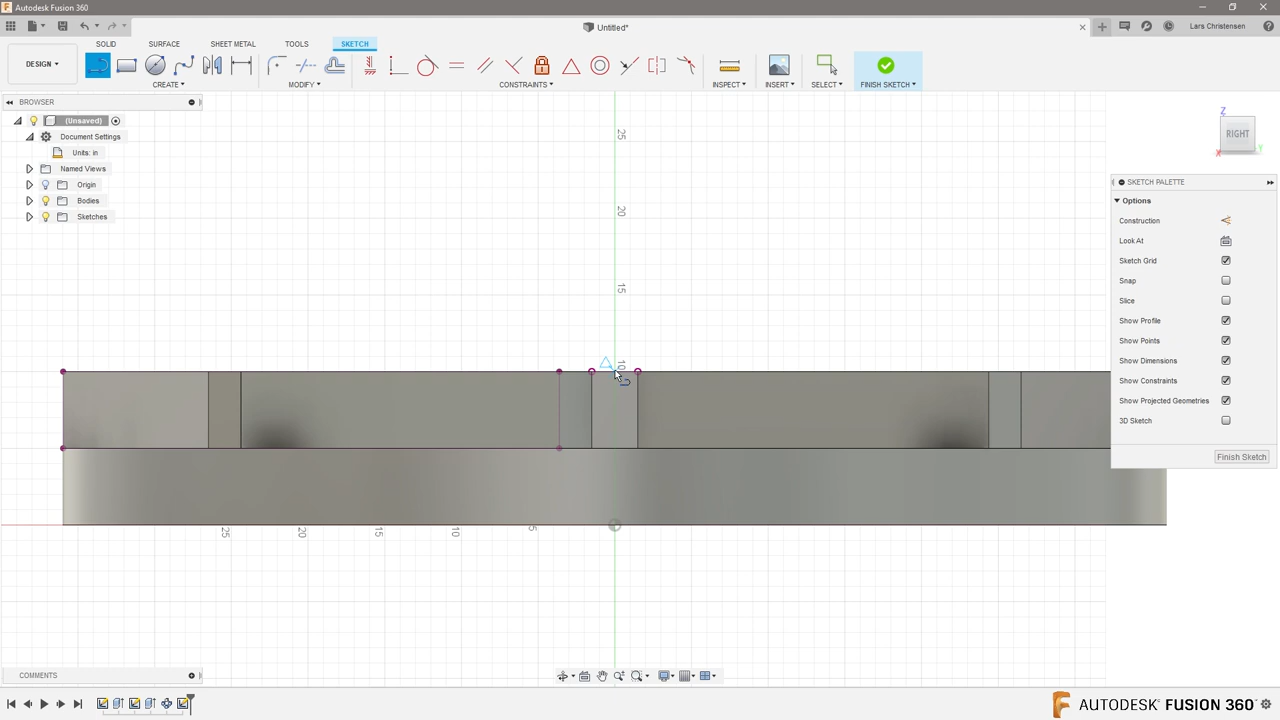 Autodesk Fusion 360
Untitled*
Lars Christensen
DESIGN
SOLID
SURFACE
SHEET METAL
TOOLS
SKETCH
CREATE
MODIFY
CONSTRAINTS
INSPECT
INSERT
SELECT
FINISH SKETCH
BROWSER
(Unsaved)
Document Settings
Units: in
Named Views
Origin
Bodies
Sketches
Z
RIGHT
X
Y
SKETCH PALETTE
Options
Construction
Look At
Sketch Grid
Snap
Slice
Show Profile
Show Points
Show Dimensions
Show Constraints
Show Projected Geometries
3D Sketch
Finish Sketch
25
20
15
10
25
20
15
10
5
COMMENTS
AUTODESK FUSION 360°